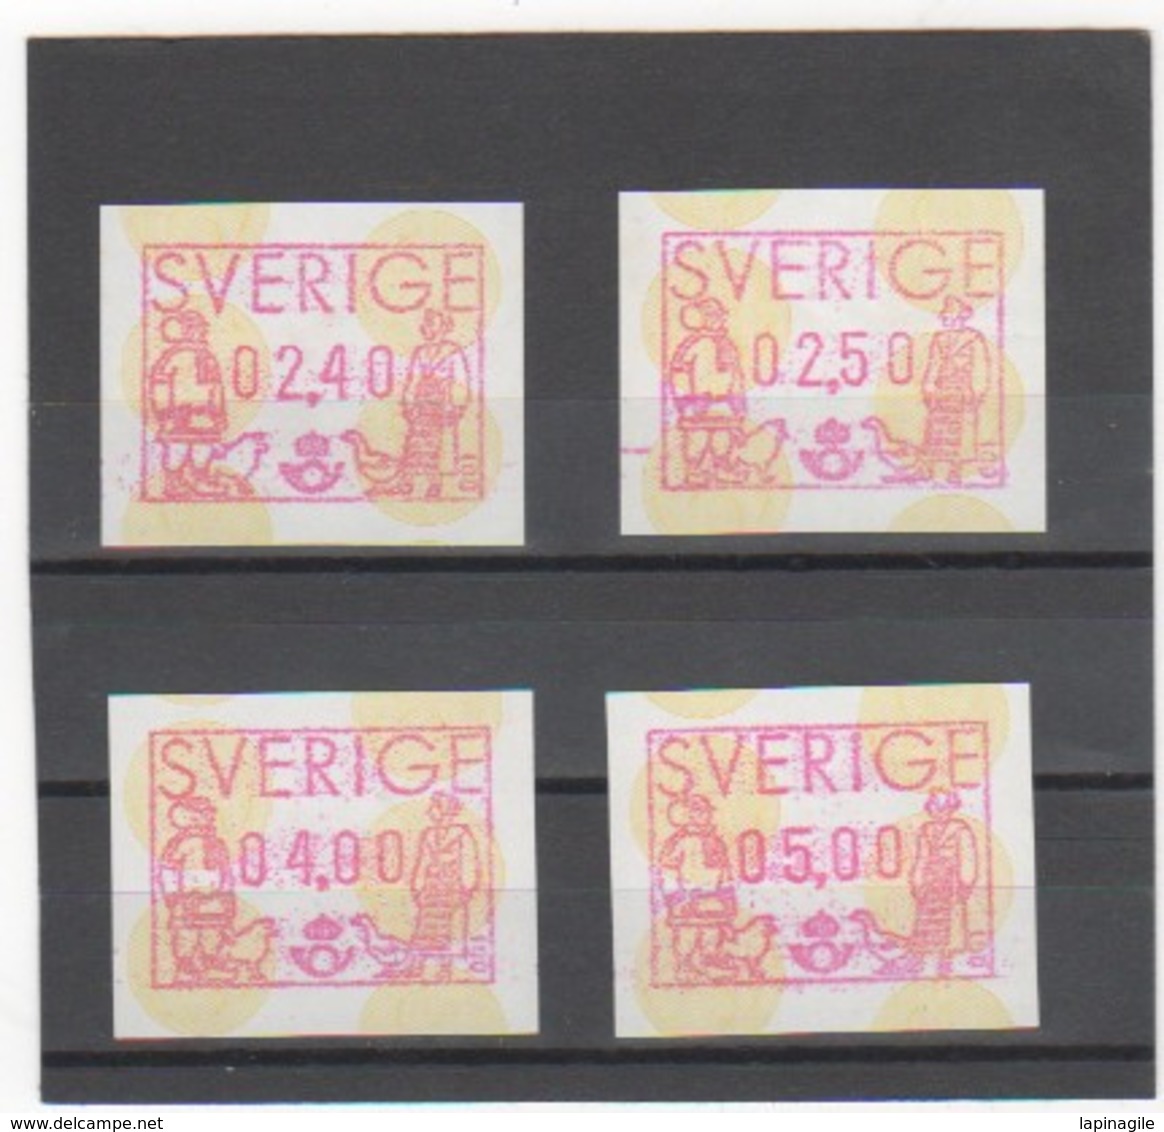 SVERIGE
02,40
SVERIGE
02,50
SVERIGE
04,00
SVERIGE
05,00
www.delcampe.net
lapinagile